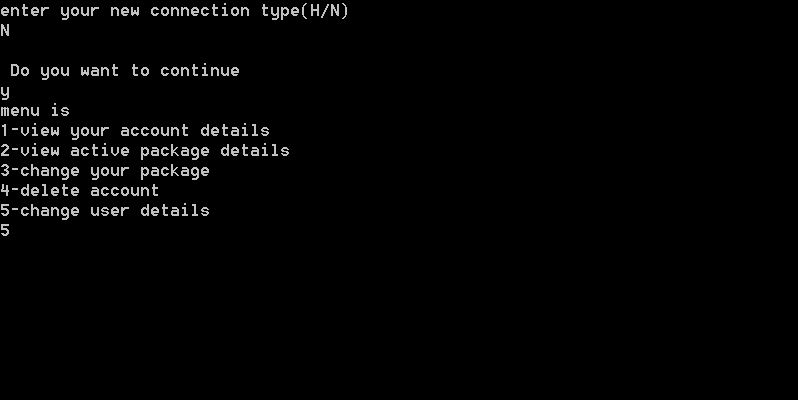 enter your new connection type(H/N)
N
Do you want to continue
y
menu is
1-view your account details
2-view active package details
3-change your package
4-delete account
5-change user details
5